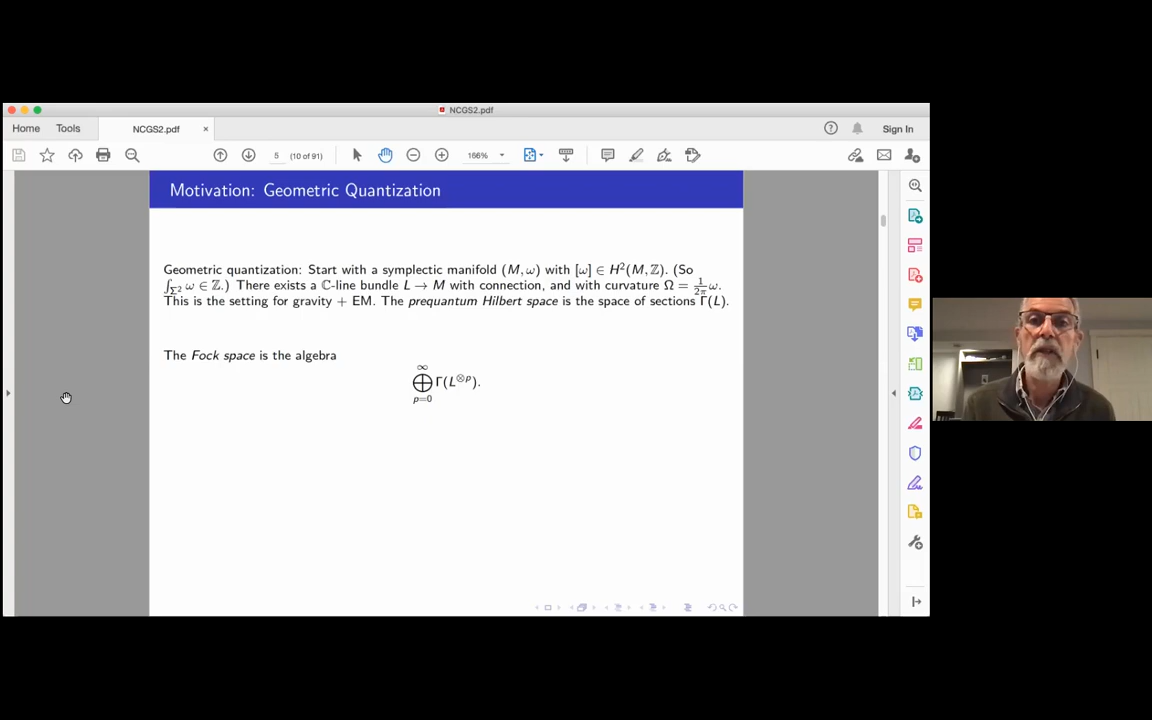 NCGS2.pdf
Home Tools NCGS2.pdf × Sign In
5 (10 of 91) 166%
Motivation: Geometric Quantization
Geometric quantization: Start with a symplectic manifold (M, ω) with [ω] ∈ H²(M, ℤ). (So
∫_Σ² ω ∈ ℤ.) There exists a ℂ-line bundle L → M with connection, and with curvature Ω = 1/2π ω.
This is the setting for gravity + EM. The prequantum Hilbert space is the space of sections Γ(L).
The Fock space is the algebra
∞
⊕ Γ(L^⊗p).
p=0